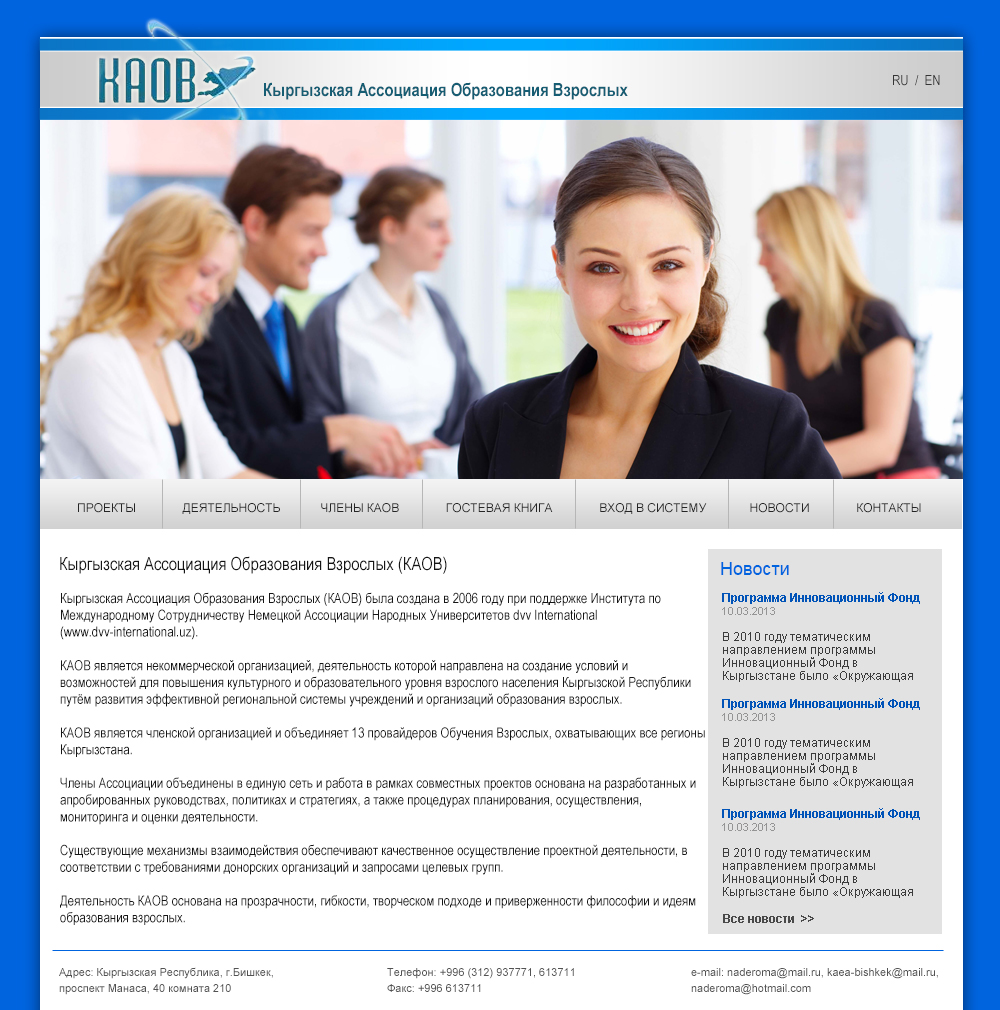 КАОВ
Кыргызская Ассоциация Образования Взрослых
RU / EN
ПРОЕКТЫ
ДЕЯТЕЛЬНОСТЬ
ЧЛЕНЫ КАОВ
ГОСТЕВАЯ КНИГА
ВХОД В СИСТЕМУ
НОВОСТИ
КОНТАКТЫ
Кыргызская Ассоциация Образования Взрослых (КАОВ)
Кыргызская Ассоциация Образования Взрослых (КАОВ) была создана в 2006 году при поддержке Института по
Международному Сотрудничеству Немецкой Ассоциации Народных Университетов dvv International
(www.dvv-international.uz).
КАОВ является некоммерческой организацией, деятельность которой направлена на создание условий и
возможностей для повышения культурного и образовательного уровня взрослого населения Кыргызской Республики
путём развития эффективной региональной системы учреждений и организаций образования взрослых.
КАОВ является членской организацией и объединяет 13 провайдеров Обучения Взрослых, охватывающих все регионы
Кыргызстана.
Члены Ассоциации объединены в единую сеть и работа в рамках совместных проектов основана на разработанных и
апробированных руководствах, политиках и стратегиях, а также процедурах планирования, осуществления,
мониторинга и оценки деятельности.
Существующие механизмы взаимодействия обеспечивают качественное осуществление проектной деятельности, в
соответствии с требованиями донорских организаций и запросами целевых групп.
Деятельность КАОВ основана на прозрачности, гибкости, творческом подходе и приверженности философии и идеям
образования взрослых.
Новости
Программа Инновационный Фонд
10.03.2013
В 2010 году тематическим
направлением программы
Инновационный Фонд в
Кыргызстане было «Окружающая
Программа Инновационный Фонд
10.03.2013
В 2010 году тематическим
направлением программы
Инновационный Фонд в
Кыргызстане было «Окружающая
Программа Инновационный Фонд
10.03.2013
В 2010 году тематическим
направлением программы
Инновационный Фонд в
Кыргызстане было «Окружающая
Все новости >>
Адрес: Кыргызская Республика, г.Бишкек,
проспект Манаса, 40 комната 210
Телефон: +996 (312) 937771, 613711
Факс: +996 613711
e-mail: naderoma@mail.ru, kaea-bishkek@mail.ru,
naderoma@hotmail.com